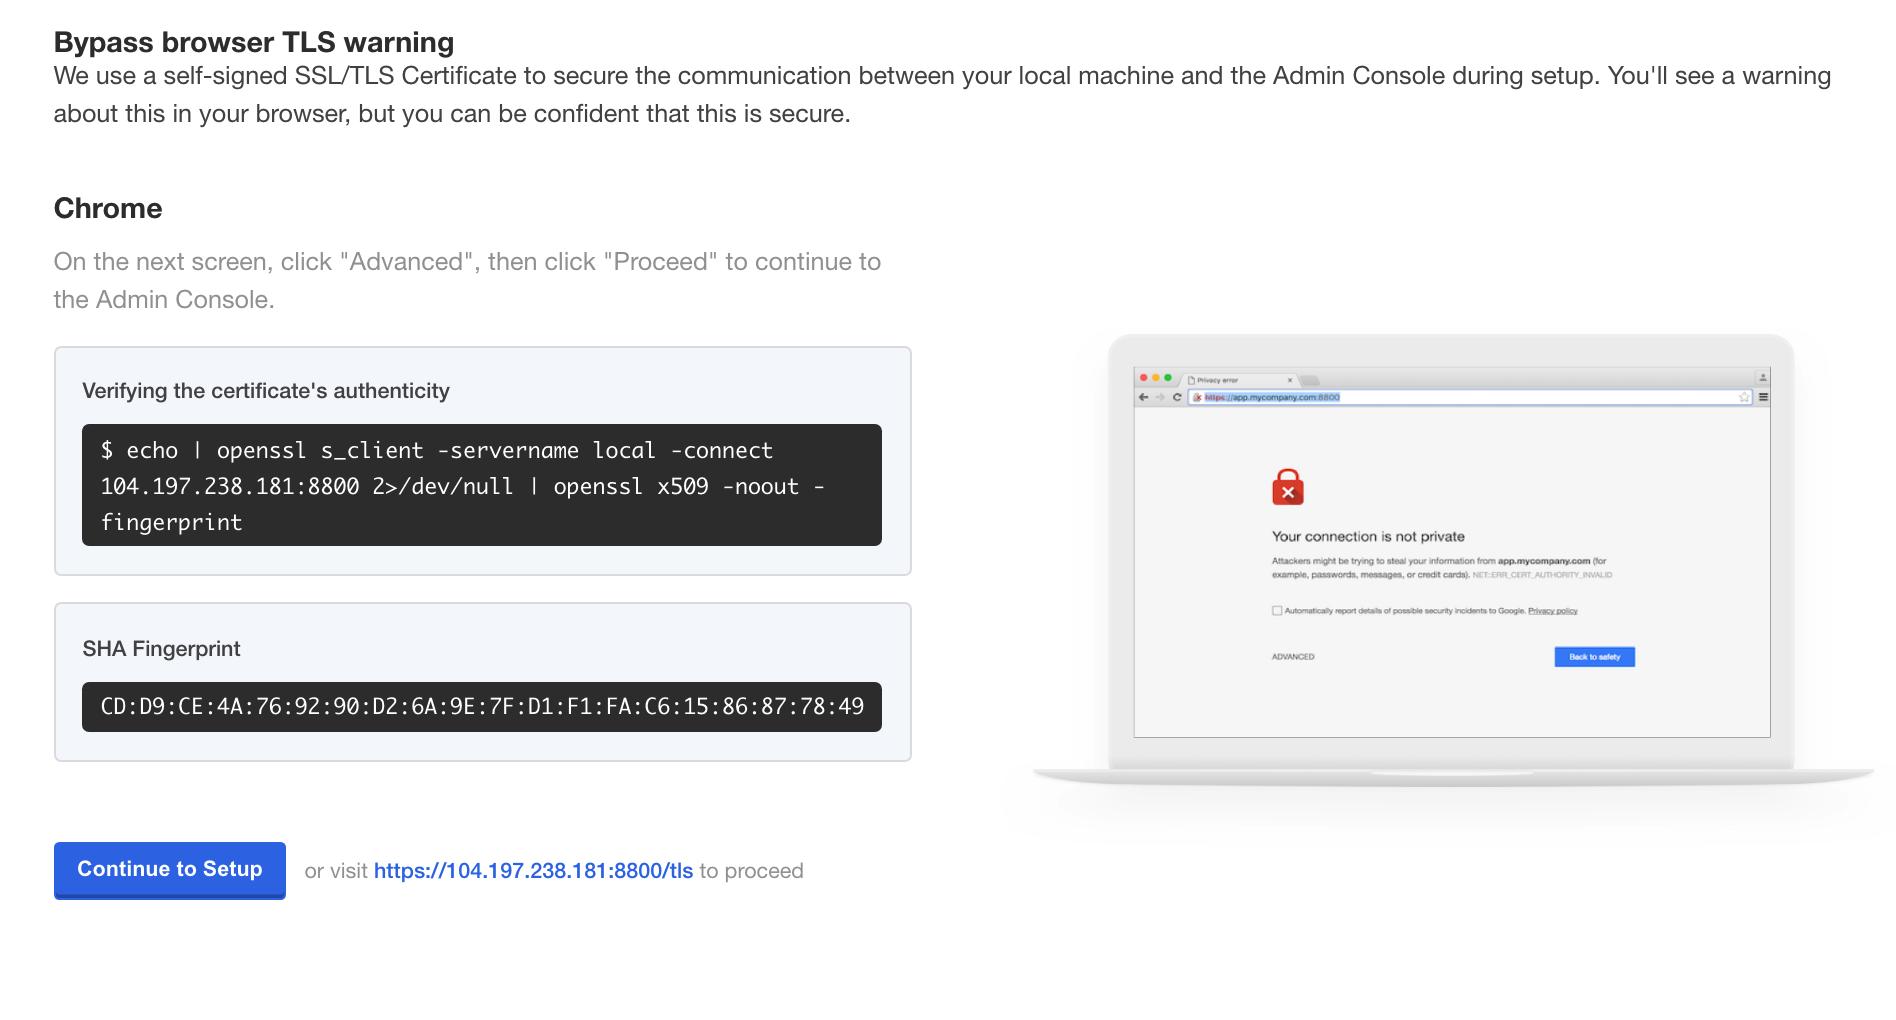 Bypass browser TLS warning
We use a self-signed SSL/TLS Certificate to secure the communication between your local machine and the Admin Console during setup. You'll see a warning
about this in your browser, but you can be confident that this is secure.
Chrome
On the next screen, click "Advanced", then click "Proceed" to continue to
the Admin Console.
Verifying the certificate's authenticity
$ echo | openssl s_client -servername local -connect
104.197.238.181:8800 2>/dev/null | openssl x509 -noout -
fingerprint
SHA Fingerprint
CD:D9:CE:4A:76:92:90:D2:6A:9E:7F:D1:F1:FA:C6:15:86:87:78:49
Continue to Setup
or visit https://104.197.238.181:8800/tls to proceed
Privacy error
https://app.mycompany.com:8800
Your connection is not private
Attackers might be trying to steal your information from app.mycompany.com (for
example, passwords, messages, or credit cards). NET::ERR_CERT_AUTHORITY_INVALID
Automatically report details of possible security incidents to Google. Privacy policy
ADVANCED
Back to safety